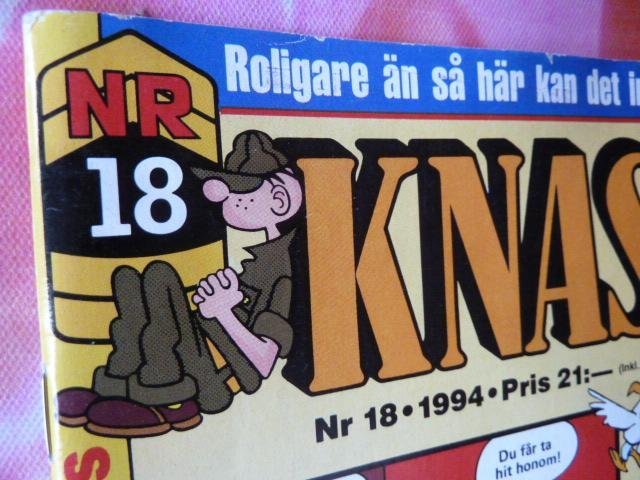 NR
18
Roligare än så här kan det
KNAS
Nr 18 • 1994 • Pris 21:—
(Inkl.
Du får ta
hit honom!
S